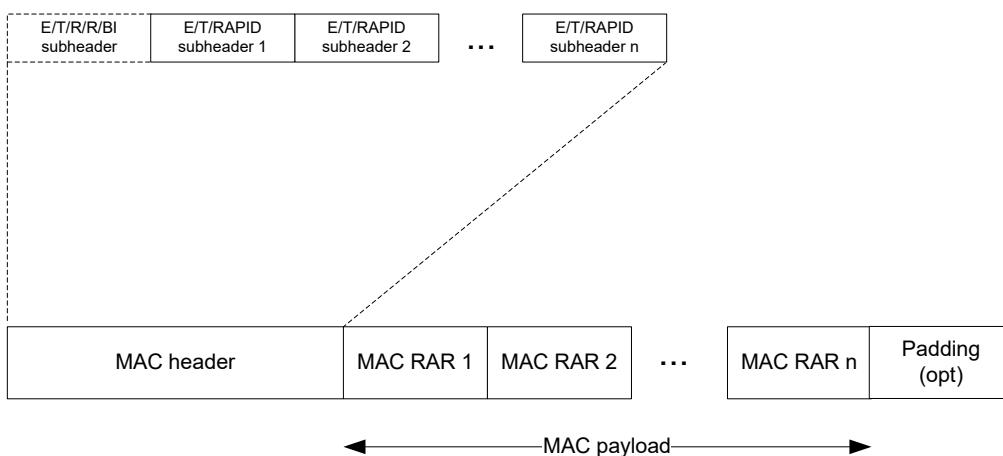 E/T/R/R/BI
subheader
E/T/RAPID
subheader 1
E/T/RAPID
subheader 2
...
E/T/RAPID
subheader n
MAC header
MAC RAR 1
MAC RAR 2
...
MAC RAR n
Padding
(opt)
MAC payload